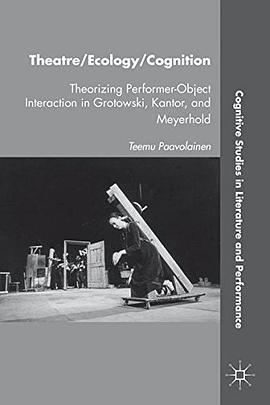 Theatre/Ecology/Cognition
Theorizing Performer-Object
Interaction in Grotowski, Kantor, and
Meyerhold
Teemu Paavolainen
Cognitive Studies in Literature and Performance